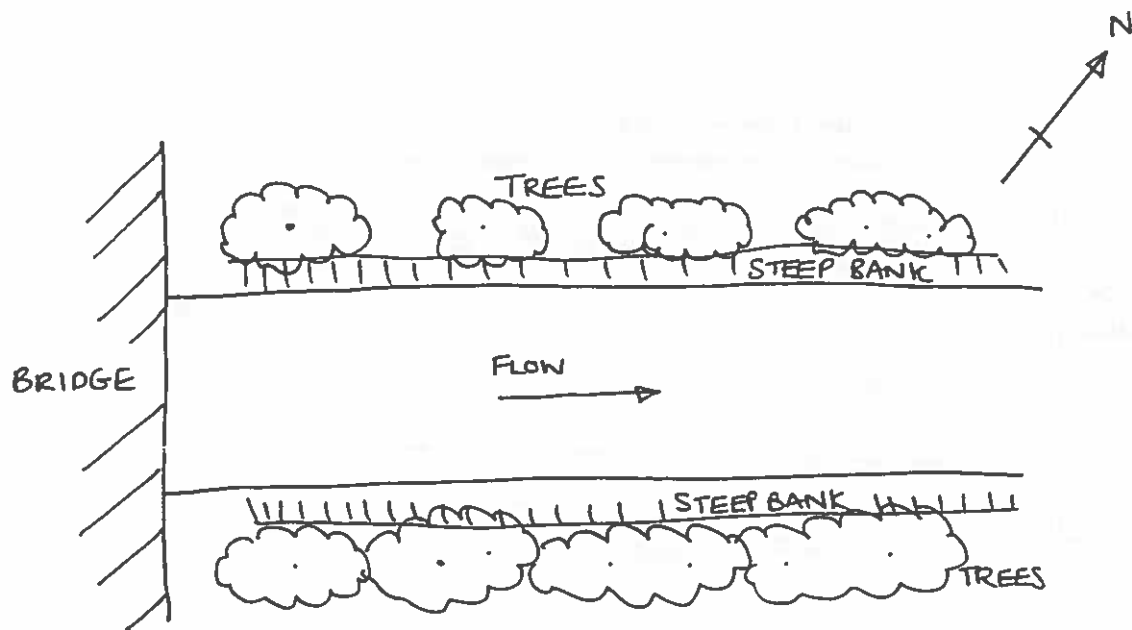 N
TREES
STEEP BANK
FLOW
BRIDGE
STEEP BANK
TREES